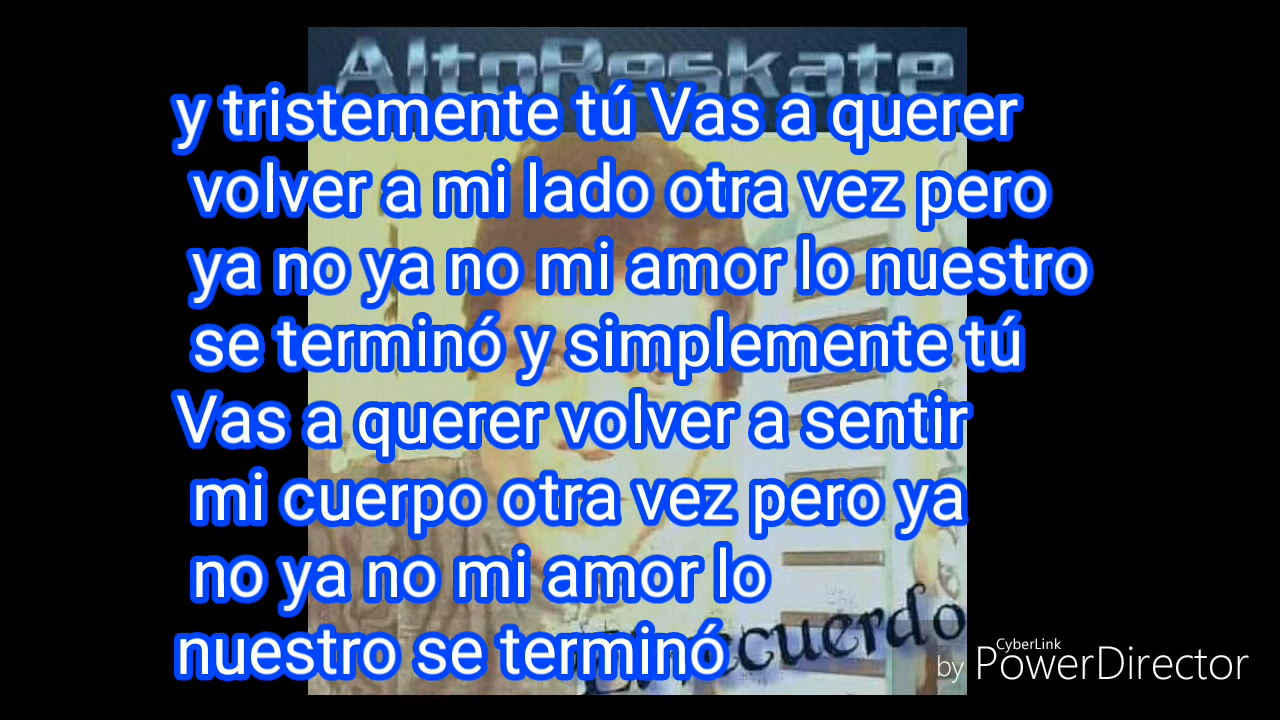 AltoReskate
y tristemente tú Vas a querer
volver a mi lado otra vez pero
ya no ya no mi amor lo nuestro
se terminó y simplemente tú
Vas a querer volver a sentir
mi cuerpo otra vez pero ya
no ya no mi amor lo
nuestro se terminó
CyberLink
by PowerDirector